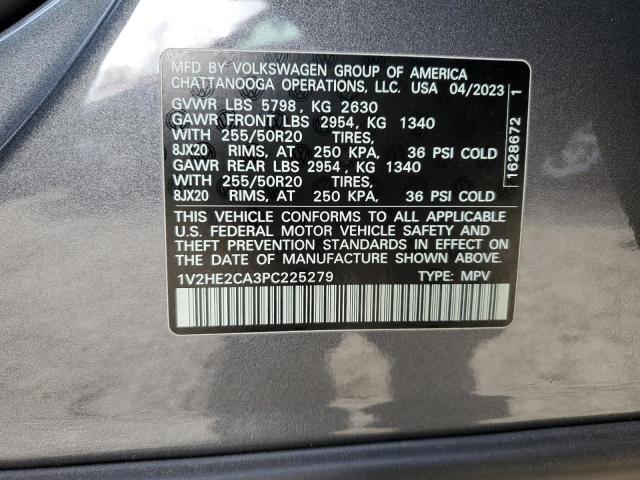 MFD BY VOLKSWAGEN GROUP OF AMERICA
CHATTANOOGA OPERATIONS, LLC. USA 04/2023
GVWR LBS 5798, KG 2630
GAWR FRONT LBS 2954, KG 1340
WITH 255/50R20 TIRES,
8JX20 RIMS, AT 250 KPA, 36 PSI COLD
GAWR REAR LBS 2954, KG 1340
WITH 255/50R20 TIRES,
8JX20 RIMS, AT 250 KPA, 36 PSI COLD
THIS VEHICLE CONFORMS TO ALL APPLICABLE
U.S. FEDERAL MOTOR VEHICLE SAFETY AND
THEFT PREVENTION STANDARDS IN EFFECT ON
THE DATE OF MANUFACTURE SHOWN ABOVE.
1V2HE2CA3PC225279 TYPE: MPV
1628672 1